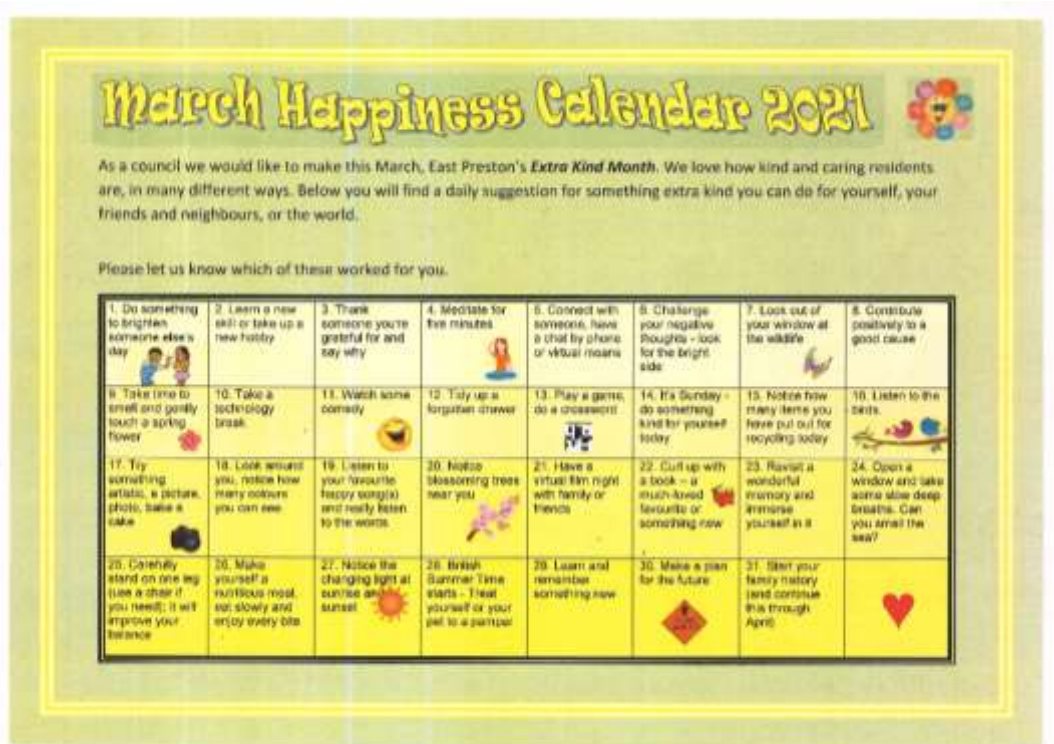 March Happiness Calendar 2021
As a council we would like to make this March, East Preston's Extra Kind Month. We love how kind and caring residents
are, in many different ways. Below you will find a daily suggestion for something extra kind you can do for yourself, your
friends and neighbours, or the world.
Please let us know which of these worked for you.
1. Do something
to brighten
someone else's
day
2. Learn a new
skill or take up a
new hobby
3. Thank
someone you're
grateful for and
say why
4. Meditate for
five minutes
5. Connect with
someone, have
a chat by phone
or virtual means
6. Challenge
your negative
thoughts - look
for the bright
side
7. Look out of
your window at
the wildlife
8. Contribute
positively to a
good cause
9. Take time to
smell and gently
touch a spring
flower
10. Take a
technology
break.
11. Watch some
comedy
12. Tidy up a
forgotten drawer
13. Play a game,
do a crossword
14. It's Sunday -
do something
kind for yourself
today
15. Notice how
many items you
have put out for
recycling today
16. Listen to the
birds.
17. Try
something
artistic, a picture,
photo, bake a
cake
18. Look around
you, notice how
many colours
you can see
19. Listen to
your favourite
happy song(s)
and really listen
to the words
20. Notice
blossoming trees
near you
21. Have a
virtual film night
with family or
friends
22. Curl up with
a book – a
much-loved
favourite or
something new
23. Revisit a
wonderful
memory and
immerse
yourself in it
24. Open a
window and take
some slow deep
breaths. Can
you smell the
sea?
25. Carefully
stand on one leg
(use a chair if
you need); it will
improve your
balance
26. Make
yourself a
nutritious meal,
eat slowly and
enjoy every bite
27. Notice the
changing light at
sunrise and
sunset
28. British
Summer Time
starts - Treat
yourself or your
pet to a pamper
29. Learn and
remember
something new
30. Make a plan
for the future
31. Start your
family history
(and continue
this through
April)